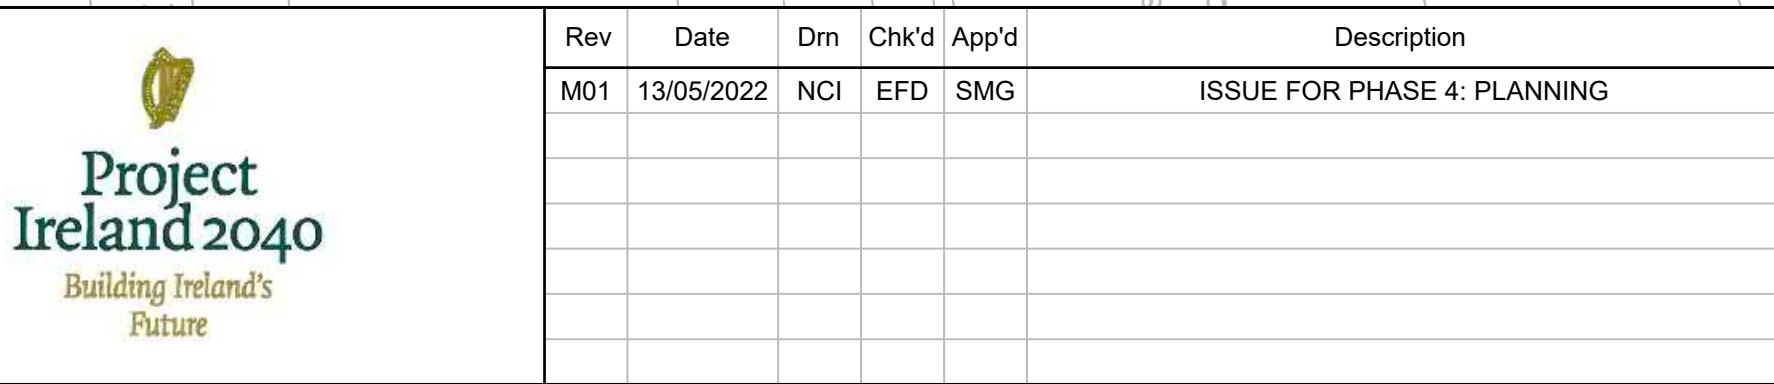 Project
Ireland 2040
Building Ireland's
Future
Rev Date Drn Chk'd App'd Description
M01 13/05/2022 NCI EFD SMG ISSUE FOR PHASE 4: PLANNING